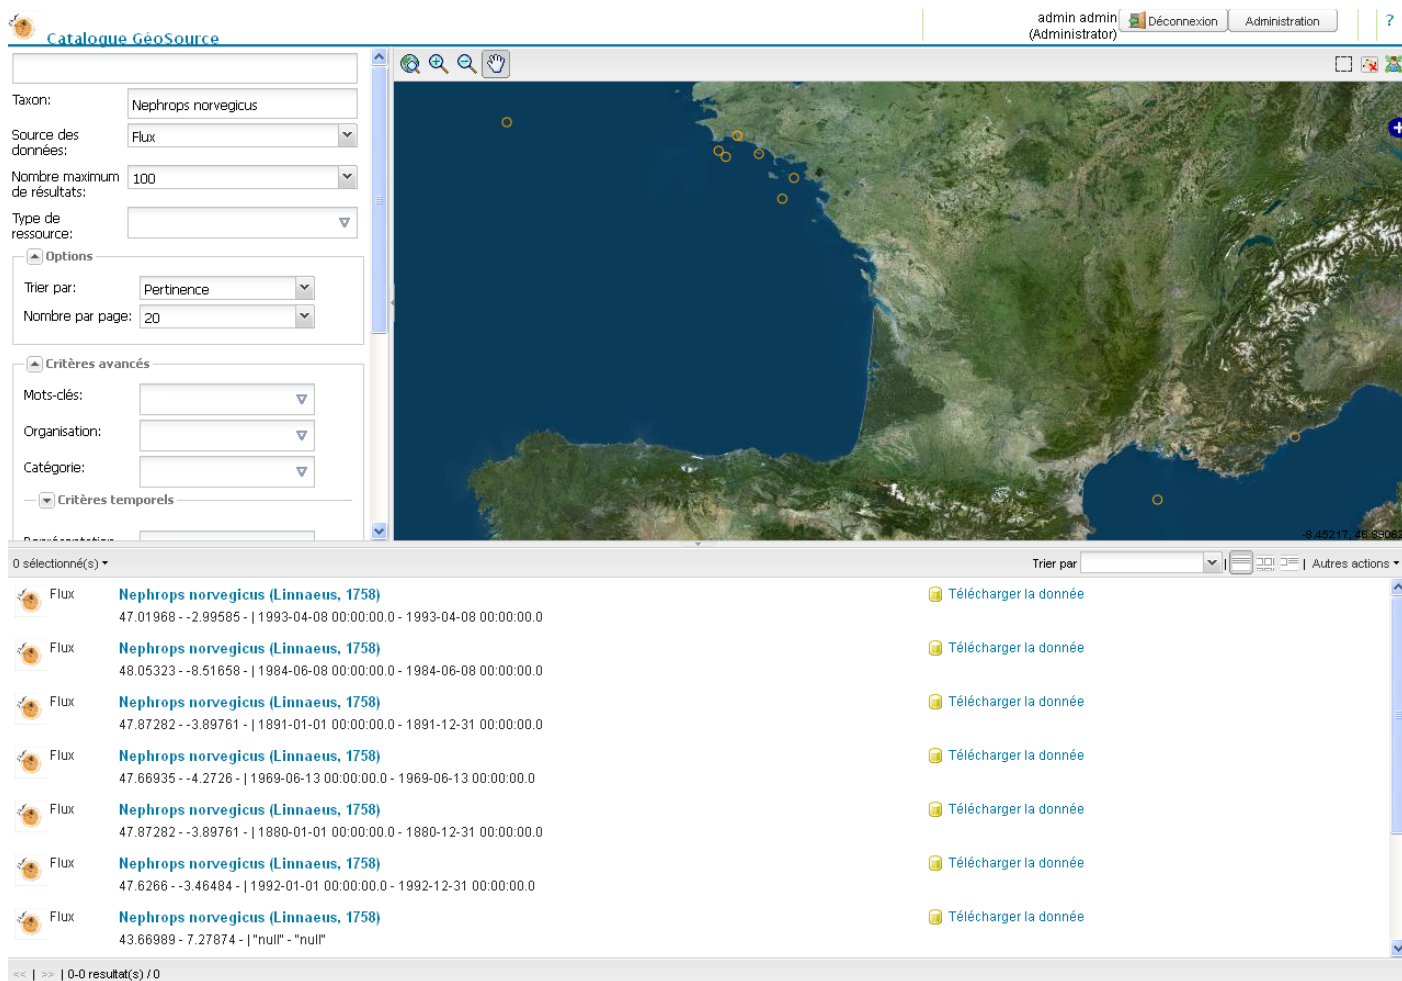 Catalogue GéoSource
admin admin
(Administrator)
Déconnexion
Administration
?
Taxon:
Nephrops norvegicus
Source des
données:
Flux
Nombre maximum
de résultats:
100
Type de
ressource:
Options
Trier par:
Pertinence
Nombre par page:
20
Critères avancés
Mots-clés:
Organisation:
Catégorie:
Critères temporels
-8.45217, 46.89062
0 sélectionné(s)
Trier par
| Autres actions
Flux
Nephrops norvegicus (Linnaeus, 1758)
Télécharger la donnée
47.01968 - -2.99585 - | 1993-04-08 00:00:00.0 - 1993-04-08 00:00:00.0
Flux
Nephrops norvegicus (Linnaeus, 1758)
Télécharger la donnée
48.05323 - -8.51658 - | 1984-06-08 00:00:00.0 - 1984-06-08 00:00:00.0
Flux
Nephrops norvegicus (Linnaeus, 1758)
Télécharger la donnée
47.87282 - -3.89761 - | 1891-01-01 00:00:00.0 - 1891-12-31 00:00:00.0
Flux
Nephrops norvegicus (Linnaeus, 1758)
Télécharger la donnée
47.66935 - -4.2726 - | 1969-06-13 00:00:00.0 - 1969-06-13 00:00:00.0
Flux
Nephrops norvegicus (Linnaeus, 1758)
Télécharger la donnée
47.87282 - -3.89761 - | 1880-01-01 00:00:00.0 - 1880-12-31 00:00:00.0
Flux
Nephrops norvegicus (Linnaeus, 1758)
Télécharger la donnée
47.6266 - -3.46484 - | 1992-01-01 00:00:00.0 - 1992-12-31 00:00:00.0
Flux
Nephrops norvegicus (Linnaeus, 1758)
Télécharger la donnée
43.66989 - 7.27874 - | "null" - "null"
<< | >> | 0-0 resultat(s) / 0